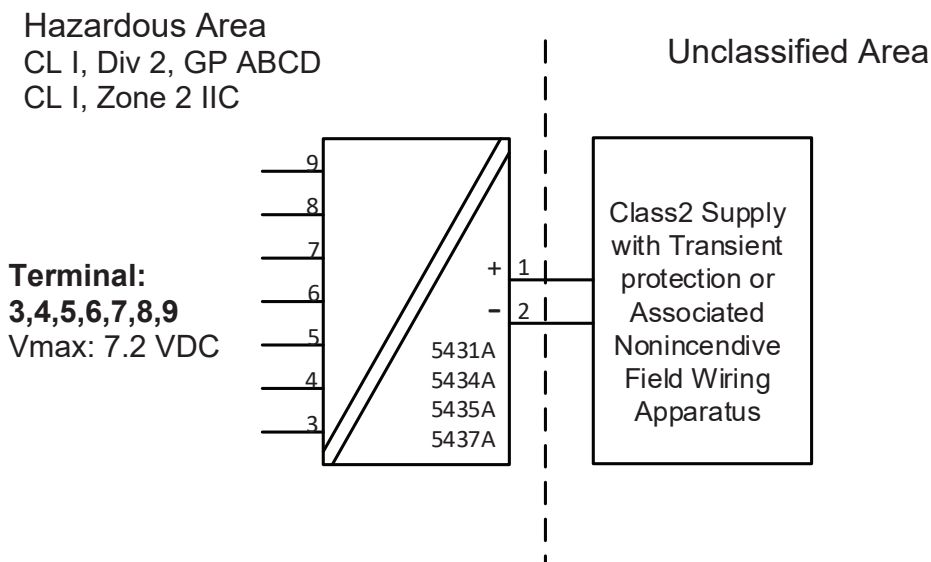 Hazardous Area
CL I, Div 2, GP ABCD
CL I, Zone 2 IIC
Unclassified Area
9
8
7
6
5
4
3
Terminal:
3,4,5,6,7,8,9
Vmax: 7.2 VDC
+ 1
- 2
5431A
5434A
5435A
5437A
Class2 Supply
with Transient
protection or
Associated
Nonincendive
Field Wiring
Apparatus